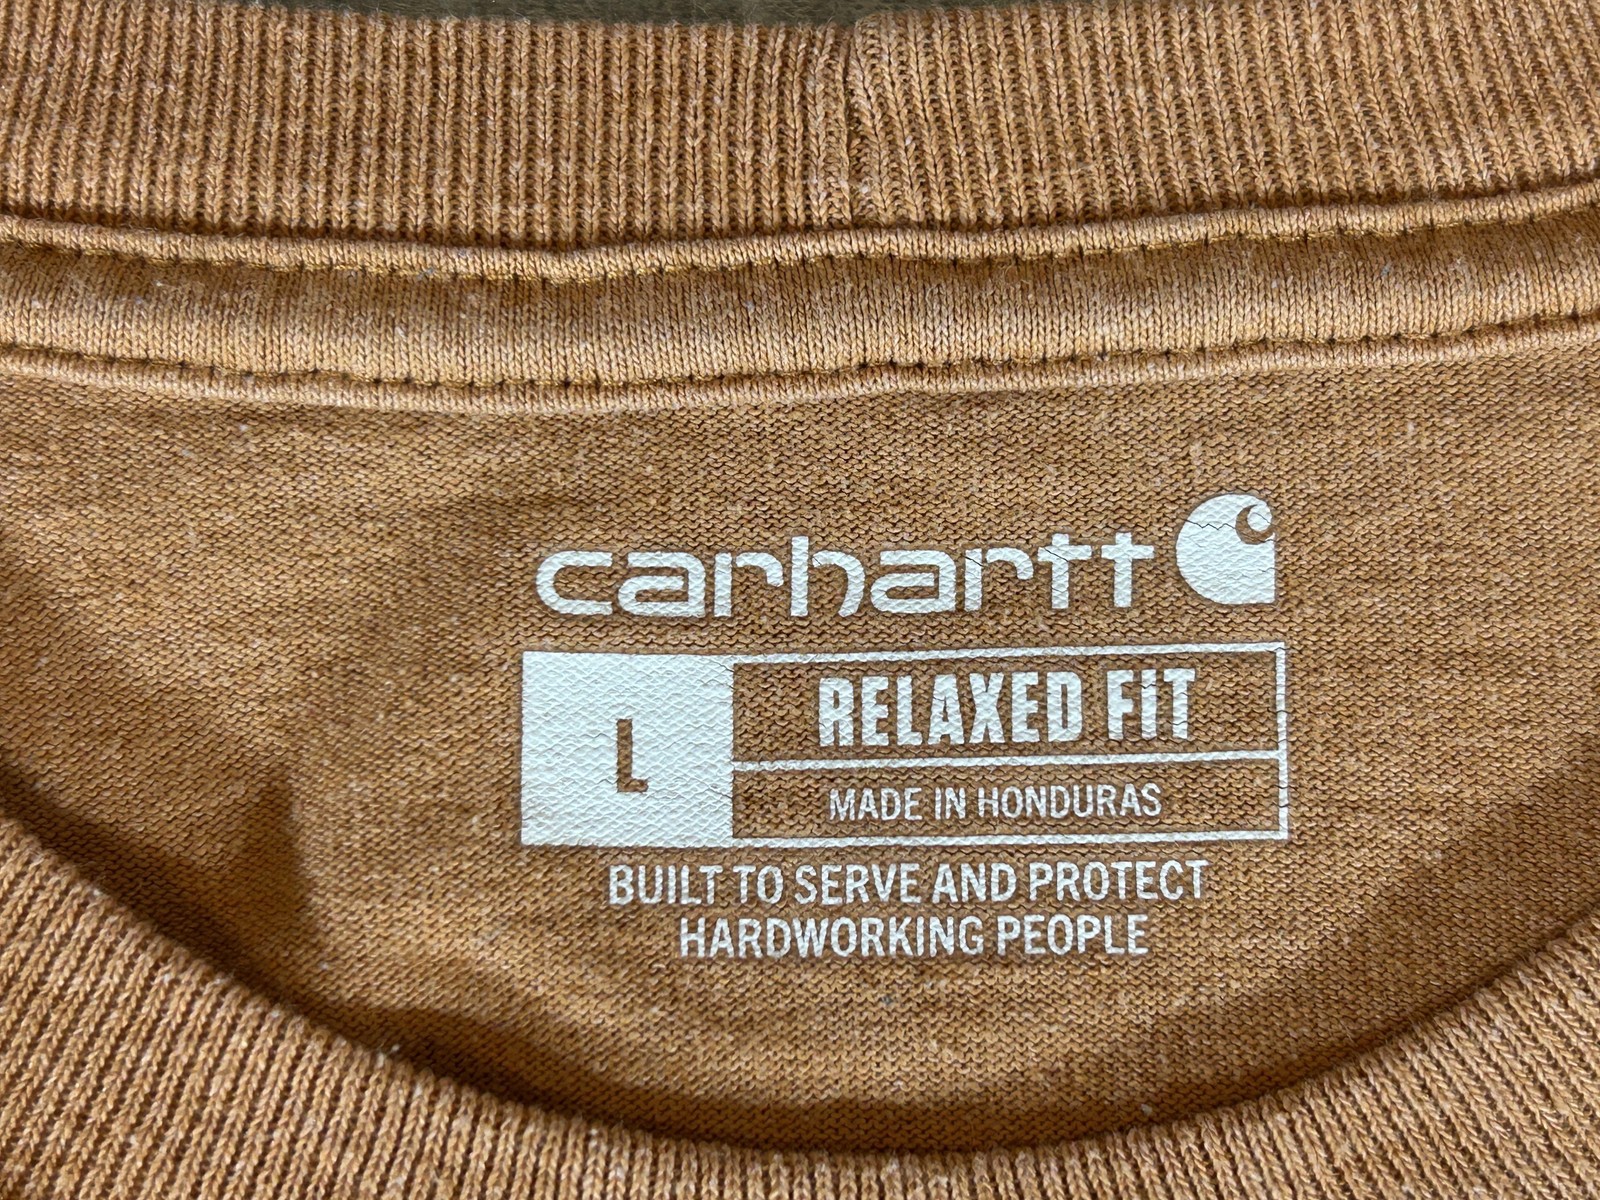 carhartt
L
RELAXED FIT
MADE IN HONDURAS
BUILT TO SERVE AND PROTECT
HARDWORKING PEOPLE